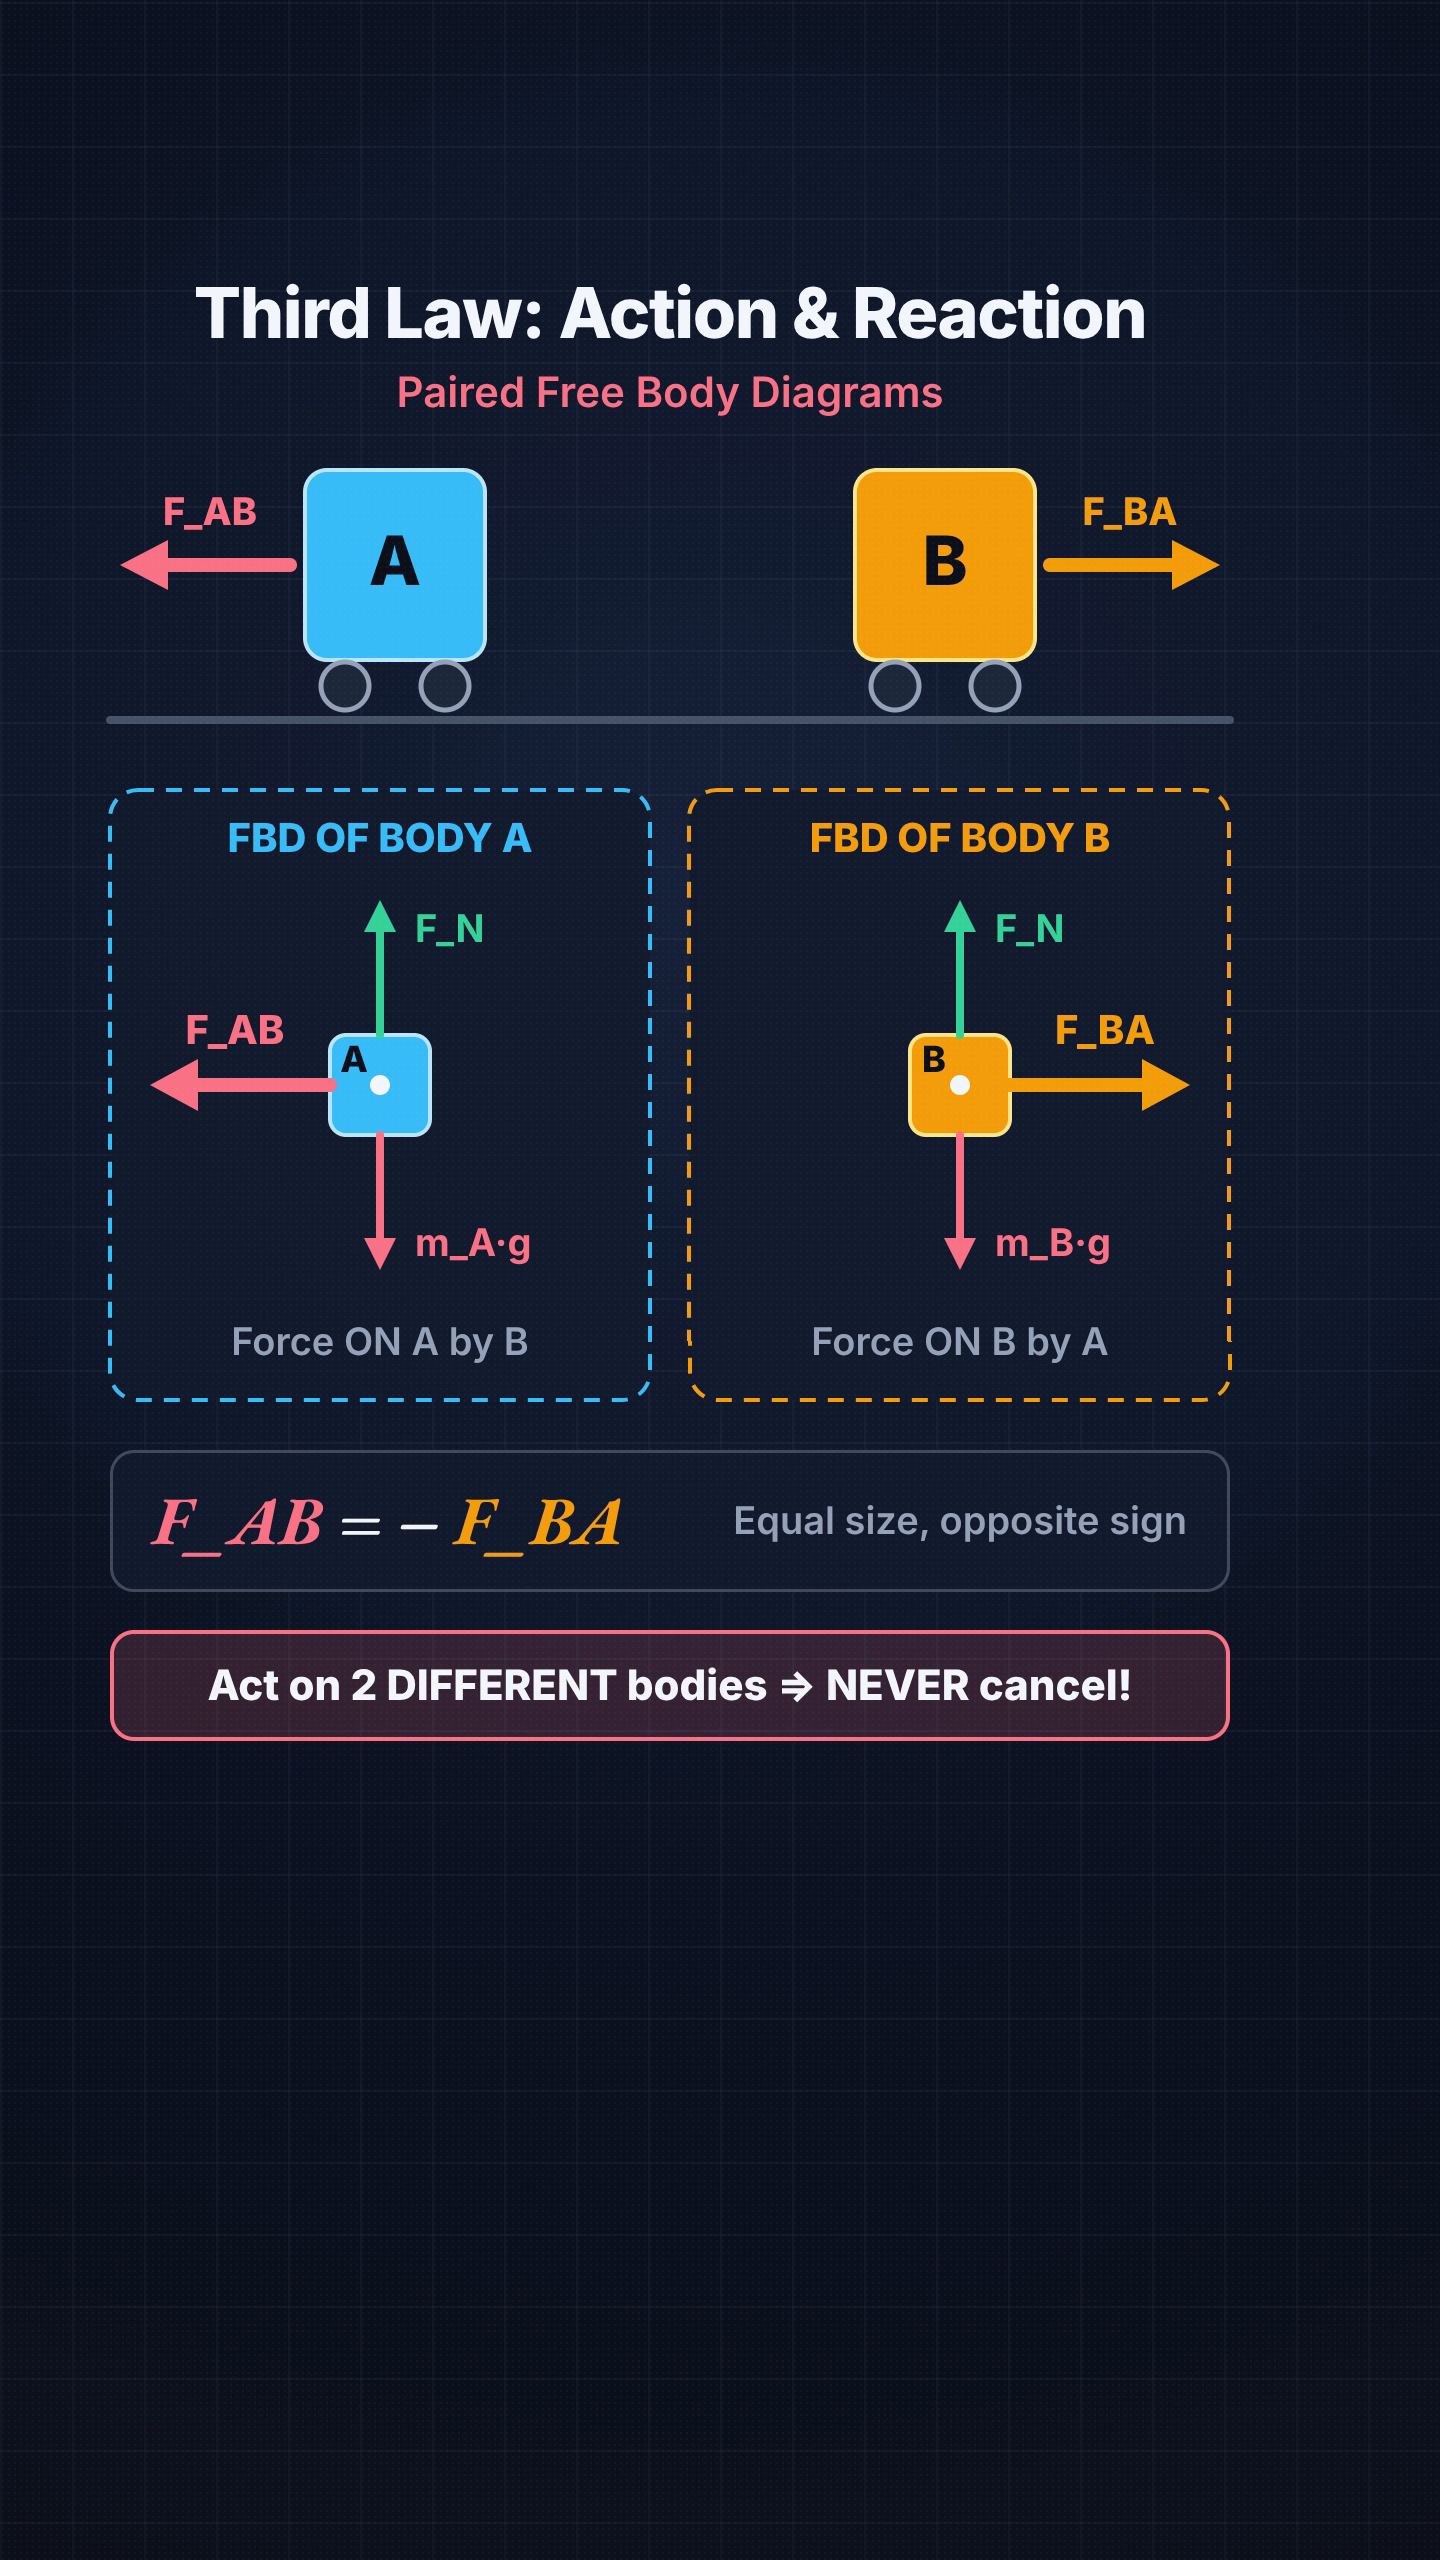 Third Law: Action & Reaction
Paired Free Body Diagrams
F_AB
A
B
F_BA
FBD OF BODY A
F_N
F_AB
A
m_A·g
Force ON A by B
FBD OF BODY B
F_N
F_BA
B
m_B·g
Force ON B by A
F_AB = − F_BA
Equal size, opposite sign
Act on 2 DIFFERENT bodies ⇒ NEVER cancel!